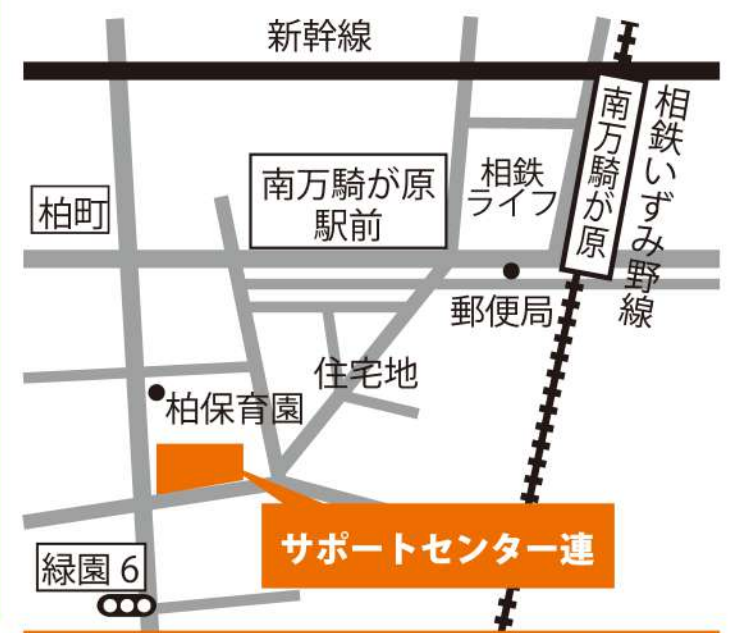 新幹線
相鉄いずみ野線
南万騎が原
相鉄
ライフ
南万騎が原
駅前
柏町
郵便局
住宅地
柏保育園
サポートセンター連
緑園 6